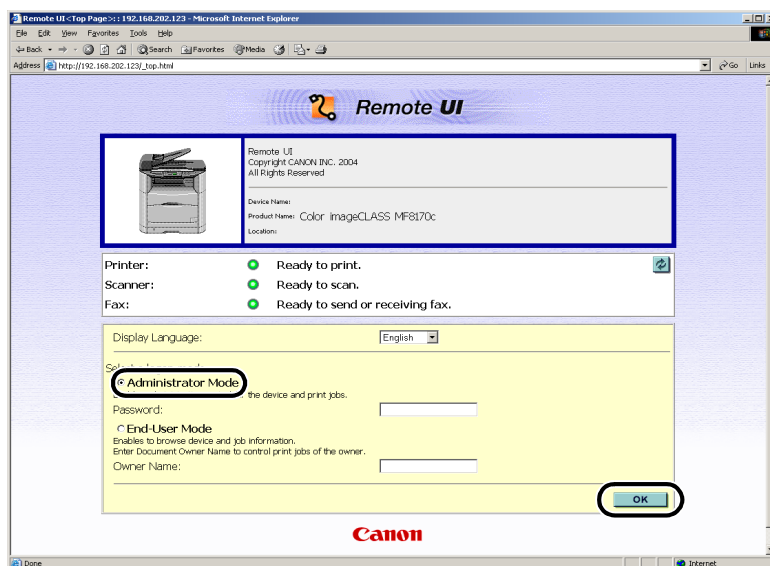 Remote UI<Top Page>: : 192.168.202.123 - Microsoft Internet Explorer
File Edit View Favorites Tools Help
Back Search Favorites Media
Address http://192.168.202.123/_top.html Go Links
Remote UI
Remote UI
Copyright CANON INC. 2004
All Rights Reserved
Device Name:
Product Name: Color imageCLASS MF8170c
Location:
Printer: Ready to print.
Scanner: Ready to scan.
Fax: Ready to send or receiving fax.
Display Language: English
Administrator Mode
the device and print jobs.
Password:
End-User Mode
Enables to browse device and job information.
Enter Document Owner Name to control print jobs of the owner.
Owner Name:
OK
Canon
Done Internet